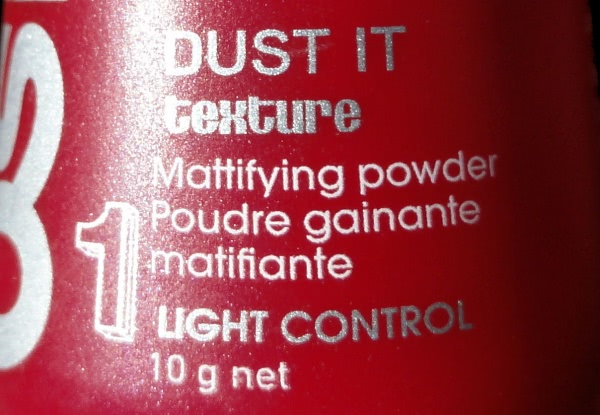 DUST IT
texture
Mattifying powder
Poudre gainante
matifiante
1
LIGHT CONTROL
10 g net